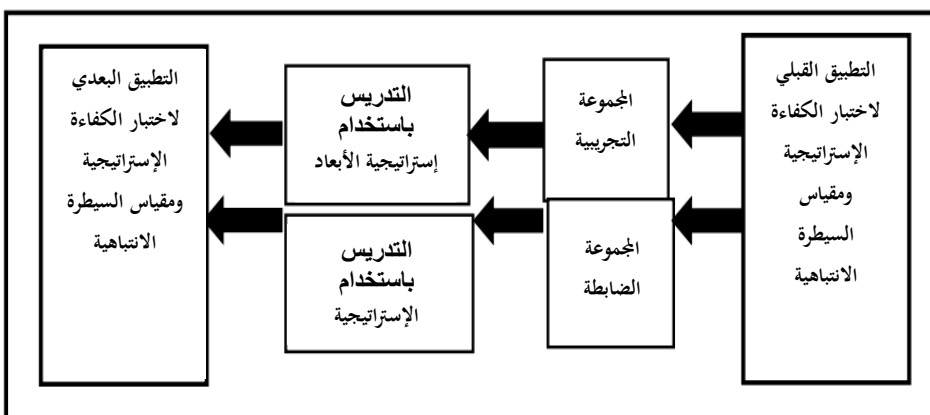 التطبيق القبلي
لاختبار الكفاءة
الإستراتيجية
ومقياس
السيطرة
الانتباهية
المجموعة
التجريبية
التدريس
باستخدام
إستراتيجية الأبعاد
المجموعة
الضابطة
التدريس
باستخدام
الإستراتيجية
التطبيق البعدي
لاختبار الكفاءة
الإستراتيجية
ومقياس السيطرة
الانتباهية